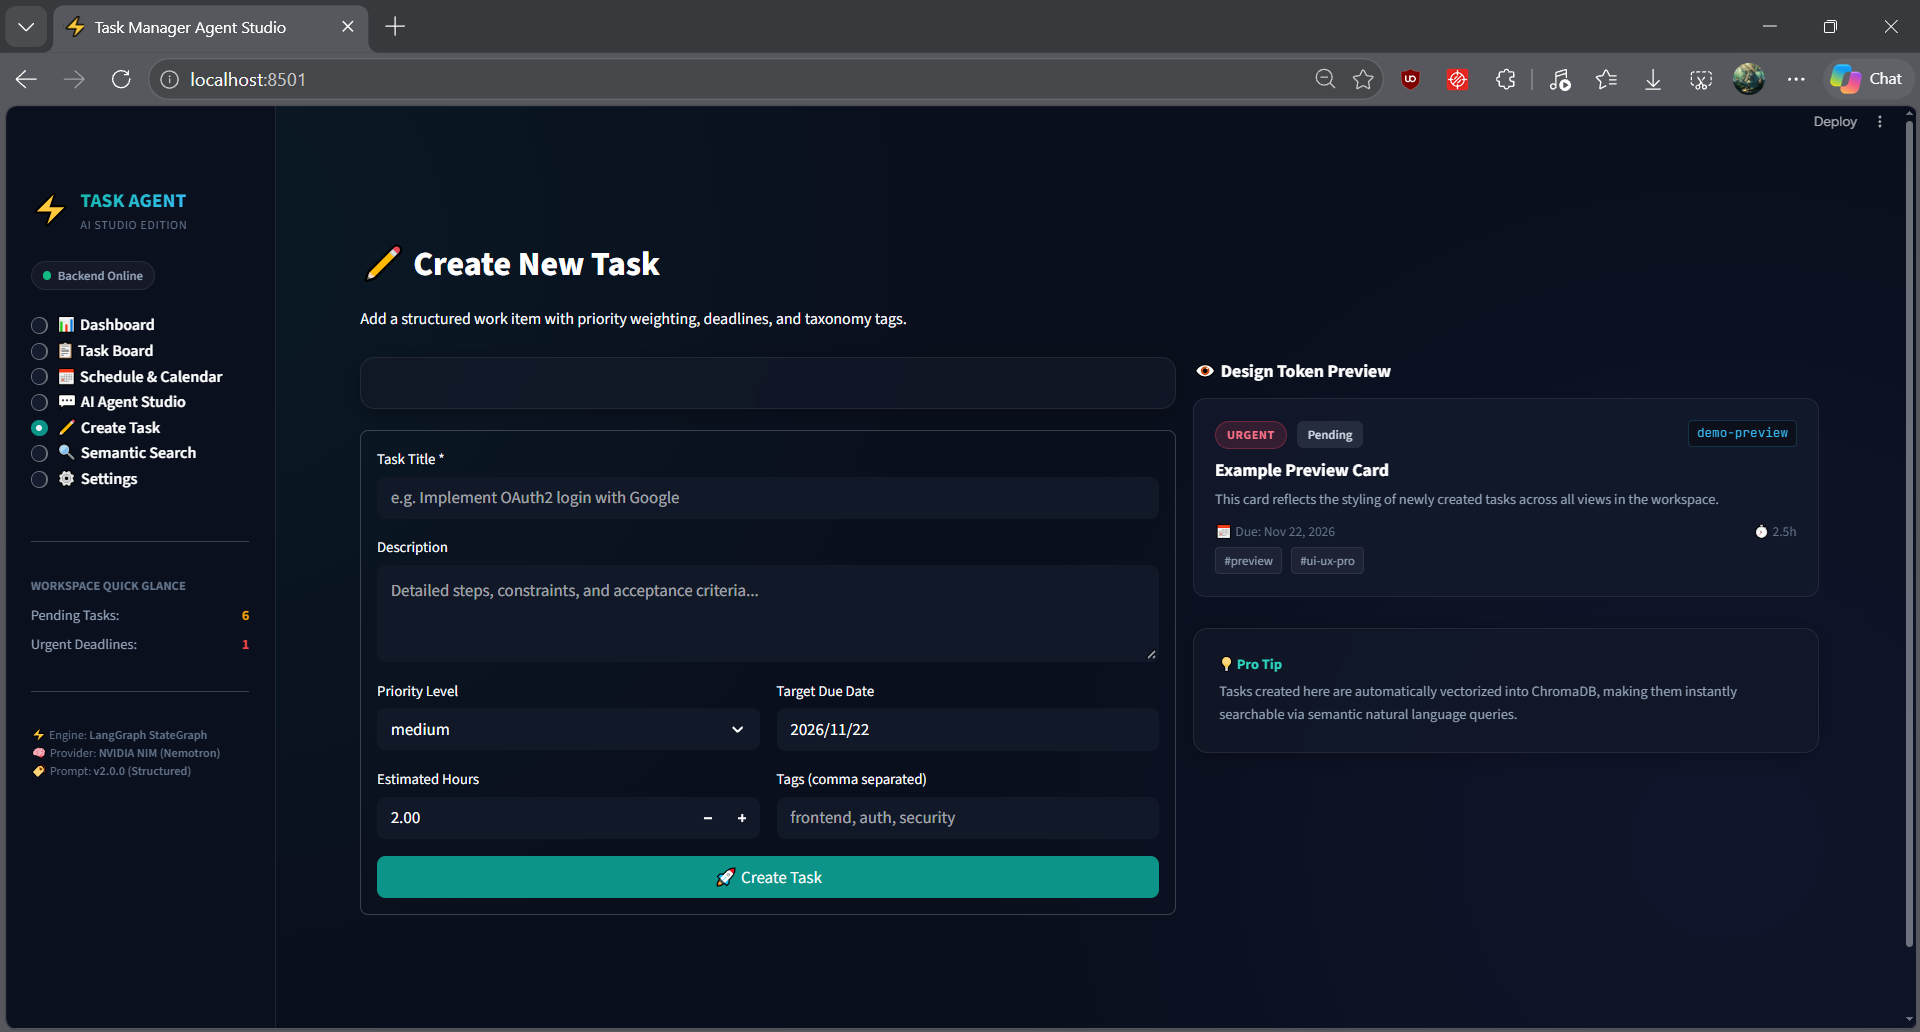 Task Manager Agent Studio
localhost:8501
Chat
Deploy
TASK AGENT
AI STUDIO EDITION
Backend Online
Dashboard
Task Board
Schedule & Calendar
AI Agent Studio
Create Task
Semantic Search
Settings
WORKSPACE QUICK GLANCE
Pending Tasks: 6
Urgent Deadlines: 1
Engine: LangGraph StateGraph
Provider: NVIDIA NIM (Nemotron)
Prompt: v2.0.0 (Structured)
Create New Task
Add a structured work item with priority weighting, deadlines, and taxonomy tags.
Task Title *
e.g. Implement OAuth2 login with Google
Description
Detailed steps, constraints, and acceptance criteria...
Priority Level
medium
Target Due Date
2026/11/22
Estimated Hours
2.00
Tags (comma separated)
frontend, auth, security
Create Task
Design Token Preview
URGENT Pending demo-preview
Example Preview Card
This card reflects the styling of newly created tasks across all views in the workspace.
Due: Nov 22, 2026 2.5h
#preview #ui-ux-pro
Pro Tip
Tasks created here are automatically vectorized into ChromaDB, making them instantly
searchable via semantic natural language queries.